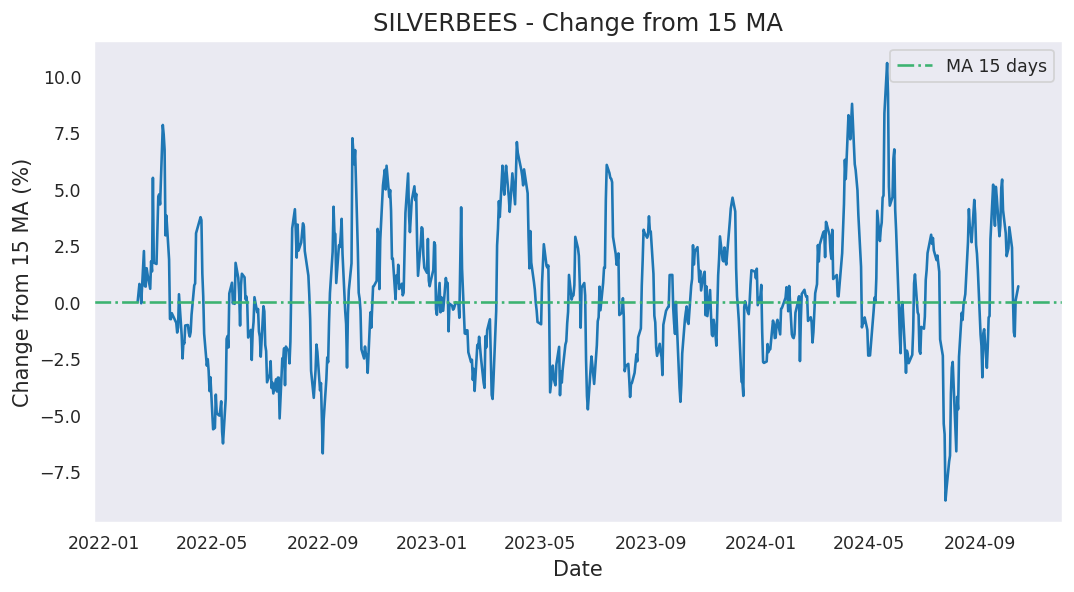 SILVERBEES - Change from 15 MA
MA 15 days
Change from 15 MA (%)
10.0
7.5
5.0
2.5
0.0
−2.5
−5.0
−7.5
2022-01 2022-05 2022-09 2023-01 2023-05 2023-09 2024-01 2024-05 2024-09
Date